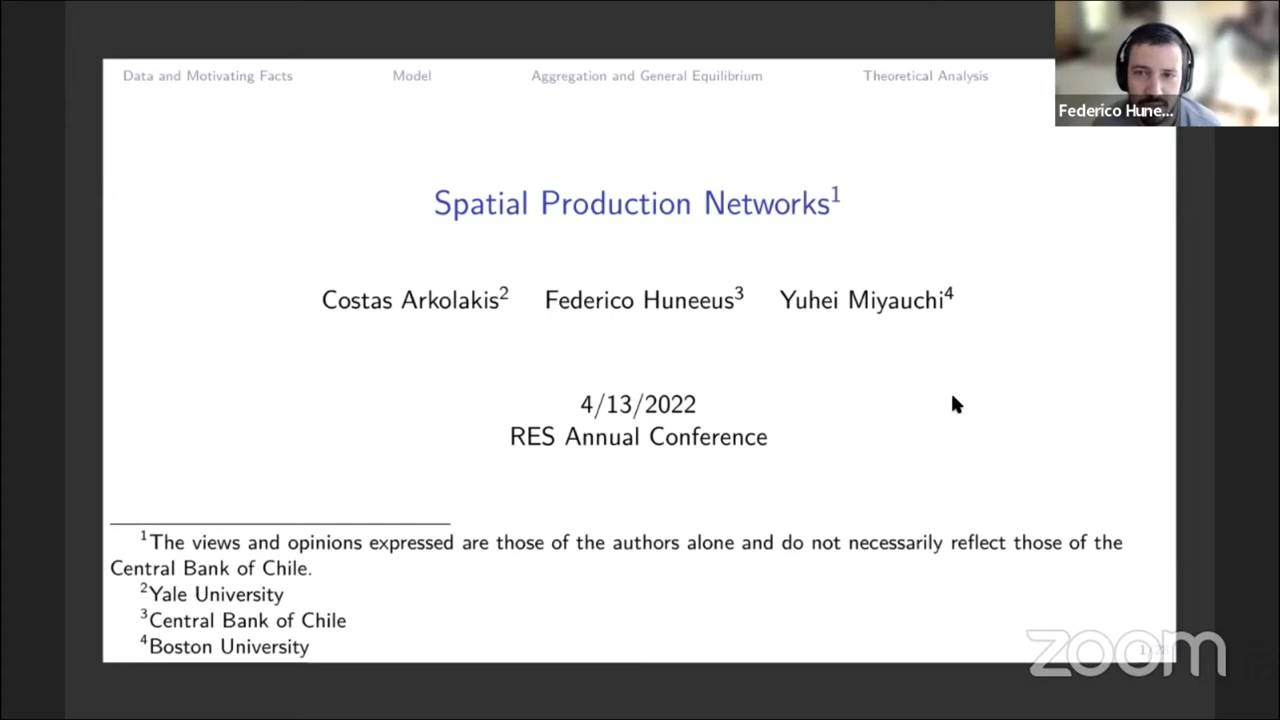 Data and Motivating Facts
Model
Aggregation and General Equilibrium
Theoretical Analysis
Federico Hune...
Spatial Production Networks¹
Costas Arkolakis² Federico Huneeus³ Yuhei Miyauchi⁴
4/13/2022
RES Annual Conference
¹The views and opinions expressed are those of the authors alone and do not necessarily reflect those of the
Central Bank of Chile.
²Yale University
³Central Bank of Chile
⁴Boston University
zoom